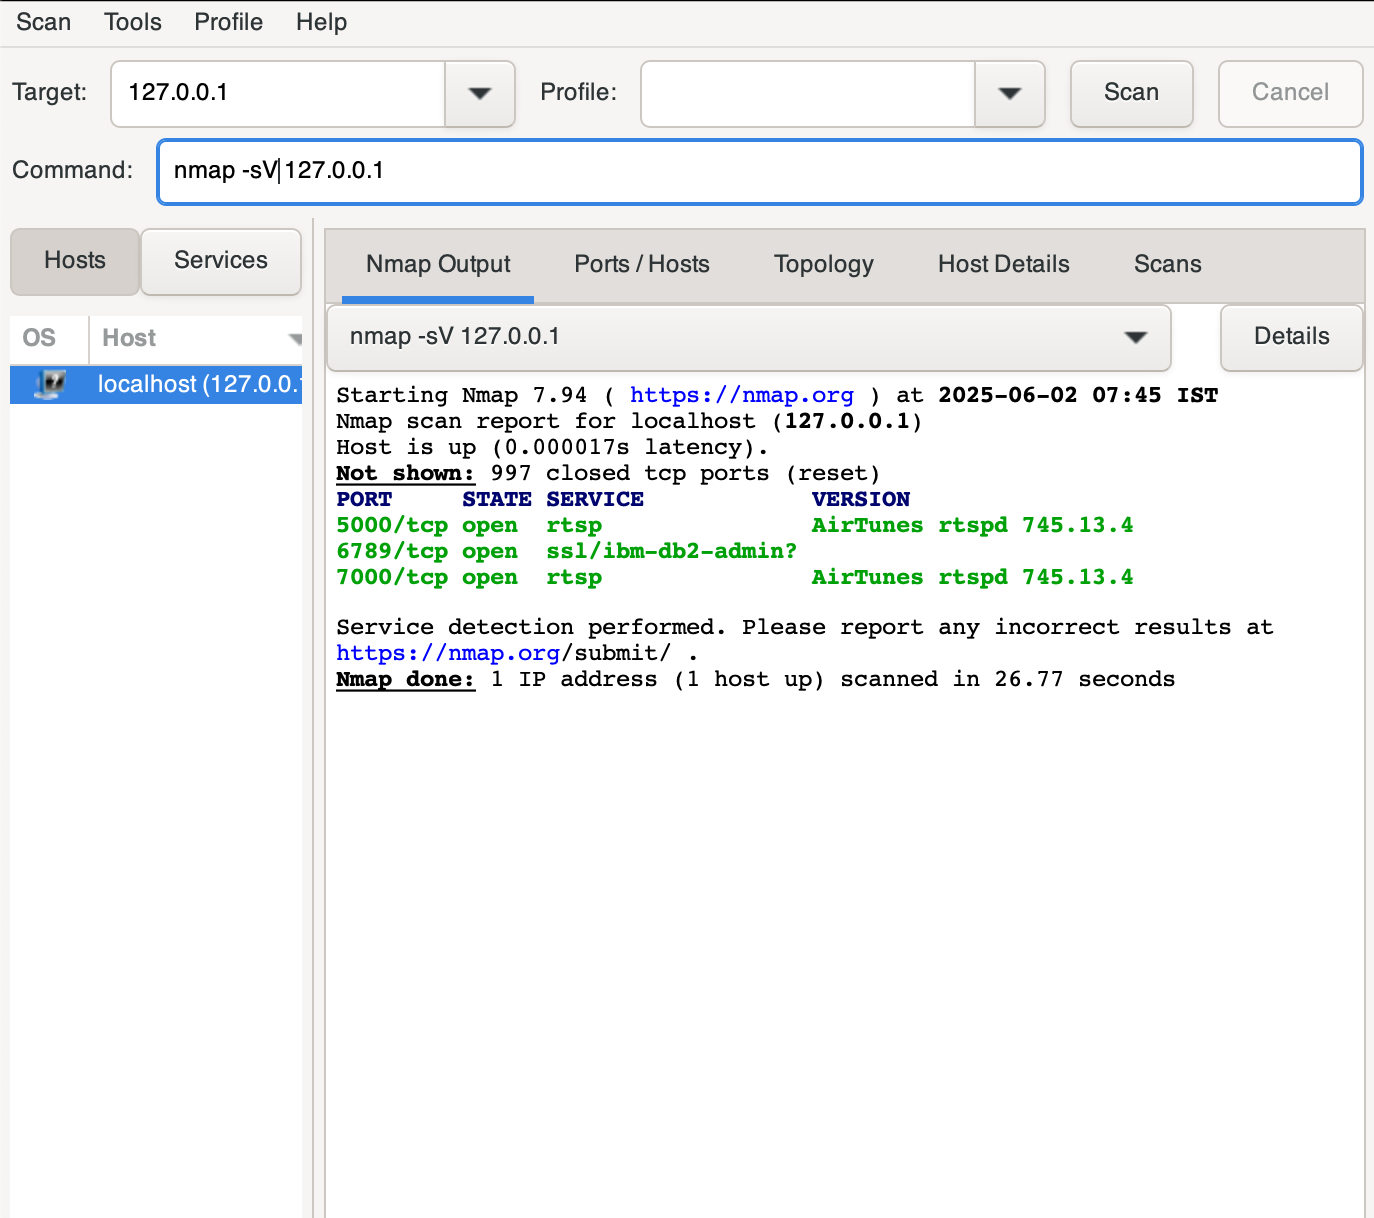 Scan Tools Profile Help
Target: 127.0.0.1 Profile: Scan Cancel
Command: nmap -sV 127.0.0.1
Hosts Services
OS Host
localhost (127.0.0.
Nmap Output Ports / Hosts Topology Host Details Scans
nmap -sV 127.0.0.1 Details
Starting Nmap 7.94 ( https://nmap.org ) at 2025-06-02 07:45 IST
Nmap scan report for localhost (127.0.0.1)
Host is up (0.000017s latency).
Not shown: 997 closed tcp ports (reset)
PORT STATE SERVICE VERSION
5000/tcp open rtsp AirTunes rtspd 745.13.4
6789/tcp open ssl/ibm-db2-admin?
7000/tcp open rtsp AirTunes rtspd 745.13.4
Service detection performed. Please report any incorrect results at
https://nmap.org/submit/ .
Nmap done: 1 IP address (1 host up) scanned in 26.77 seconds